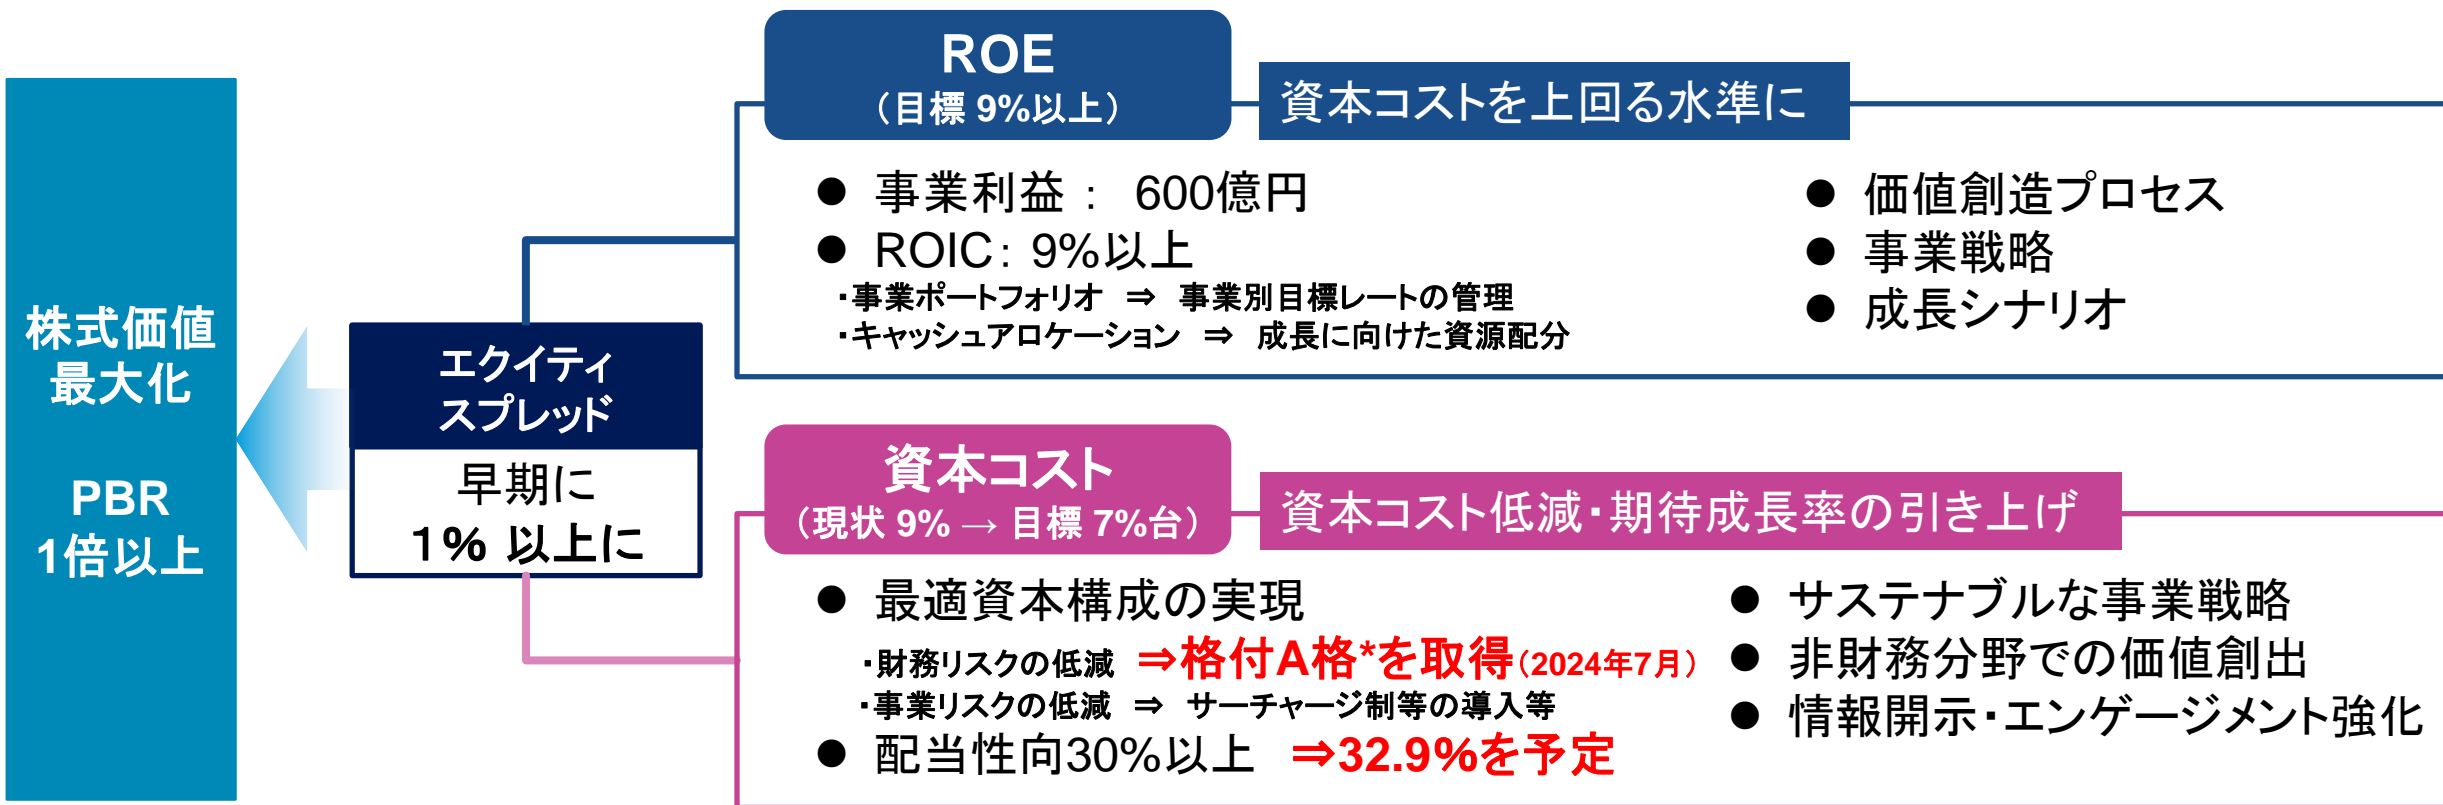 株式価値
最大化
PBR
1倍以上
エクイティ
スプレッド
早期に
1% 以上に
ROE
（目標 9%以上）
資本コストを上回る水準に
● 事業利益： 600億円
● ROIC： 9%以上
・事業ポートフォリオ ⇒ 事業別目標レートの管理
・キャッシュアロケーション ⇒ 成長に向けた資源配分
● 価値創造プロセス
● 事業戦略
● 成長シナリオ
資本コスト
（現状 9% → 目標 7%台）
資本コスト低減・期待成長率の引き上げ
● 最適資本構成の実現
・財務リスクの低減 ⇒格付A格*を取得（2024年7月）
・事業リスクの低減 ⇒ サーチャージ制等の導入等
● 配当性向30%以上 ⇒32.9%を予定
● サステナブルな事業戦略
● 非財務分野での価値創出
● 情報開示・エンゲージメント強化